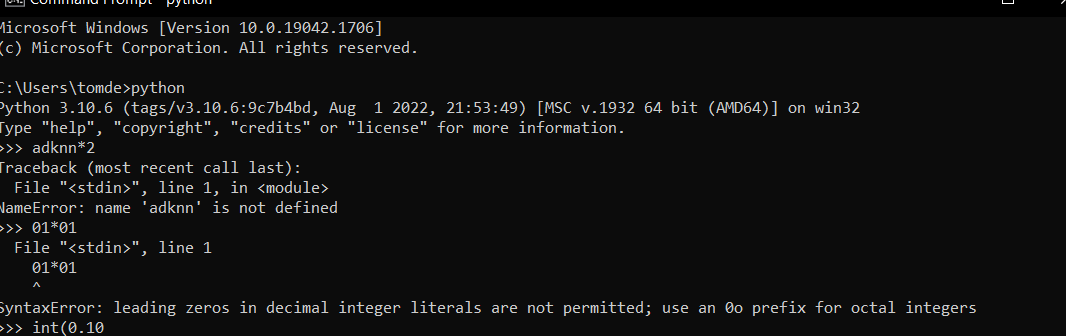 Command Prompt - python
Microsoft Windows [Version 10.0.19042.1706]
(c) Microsoft Corporation. All rights reserved.
C:\Users\tomde>python
Python 3.10.6 (tags/v3.10.6:9c7b4bd, Aug  1 2022, 21:53:49) [MSC v.1932 64 bit (AMD64)] on win32
Type "help", "copyright", "credits" or "license" for more information.
>>> adknn*2
Traceback (most recent call last):
  File "<stdin>", line 1, in <module>
NameError: name 'adknn' is not defined
>>> 01*01
  File "<stdin>", line 1
    01*01
    ^
SyntaxError: leading zeros in decimal integer literals are not permitted; use an 0o prefix for octal integers
>>> int(0.10